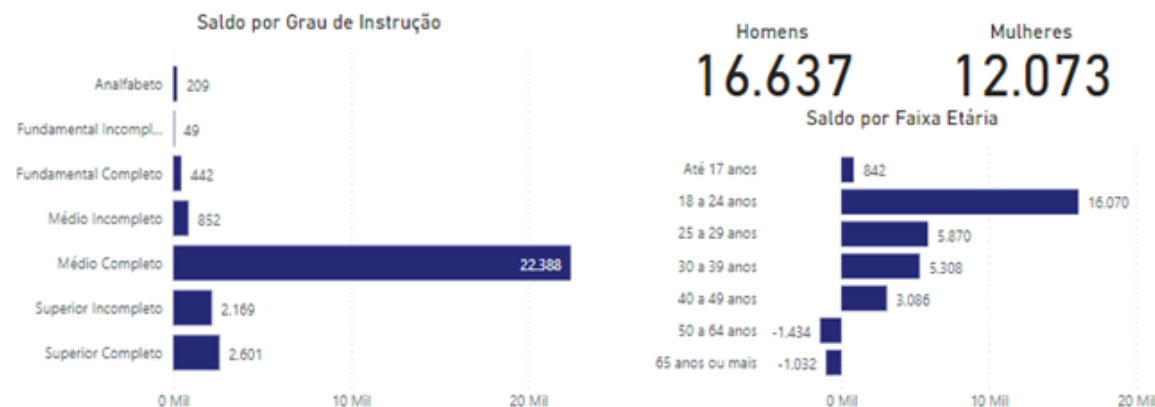 Saldo por Grau de Instrução
Analfabeto 209
Fundamental Incompl... 49
Fundamental Completo 442
Médio Incompleto 852
Médio Completo 22.388
Superior Incompleto 2.169
Superior Completo 2.601
0 Mil 10 Mil 20 Mil
Homens Mulheres
16.637 12.073
Saldo por Faixa Etária
Até 17 anos 842
18 a 24 anos 16.070
25 a 29 anos 5.870
30 a 39 anos 5.308
40 a 49 anos 3.086
50 a 64 anos -1.434
65 anos ou mais -1.032
0 Mil 10 Mil 20 Mil